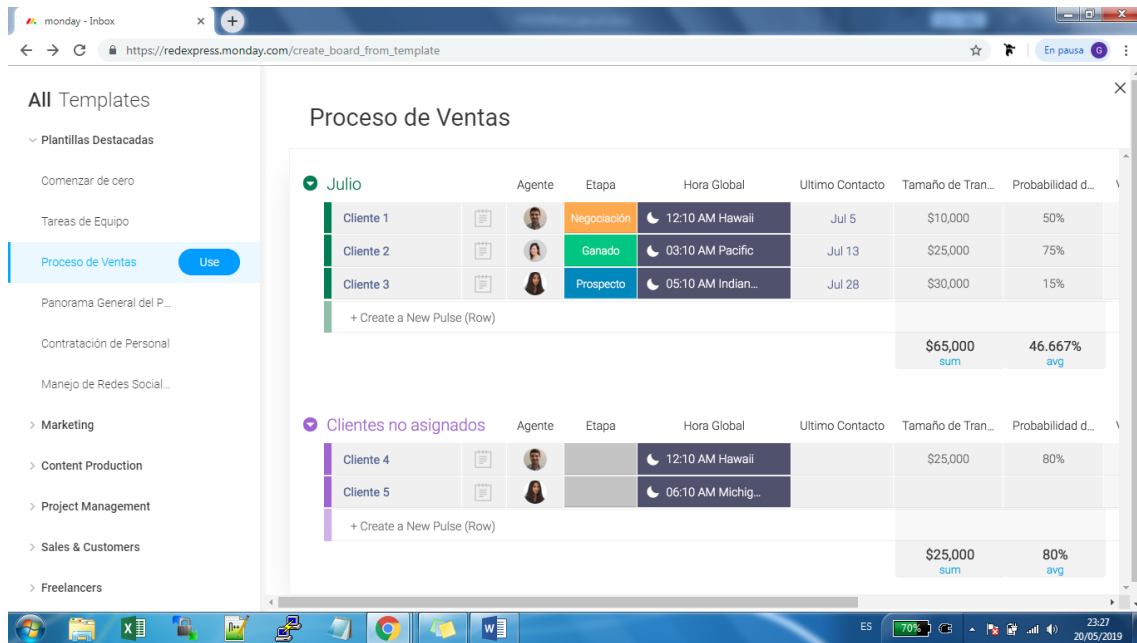 monday - Inbox
https://redexpress.monday.com/create_board_from_template
En pausa G
All Templates
Plantillas Destacadas
Comenzar de cero
Tareas de Equipo
Proceso de Ventas Use
Panorama General del P...
Contratación de Personal
Manejo de Redes Social...
Marketing
Content Production
Project Management
Sales & Customers
Freelancers
Proceso de Ventas
Julio Agente Etapa Hora Global Ultimo Contacto Tamaño de Tran... Probabilidad d...
Cliente 1 Negociación 12:10 AM Hawaii Jul 5 $10,000 50%
Cliente 2 Ganado 03:10 AM Pacific Jul 13 $25,000 75%
Cliente 3 Prospecto 05:10 AM Indian... Jul 28 $30,000 15%
+ Create a New Pulse (Row)
$65,000 46.667%
sum avg
Clientes no asignados Agente Etapa Hora Global Ultimo Contacto Tamaño de Tran... Probabilidad d...
Cliente 4 12:10 AM Hawaii $25,000 80%
Cliente 5 06:10 AM Michig...
+ Create a New Pulse (Row)
$25,000 80%
sum avg
ES 70% 23:27
20/05/2019